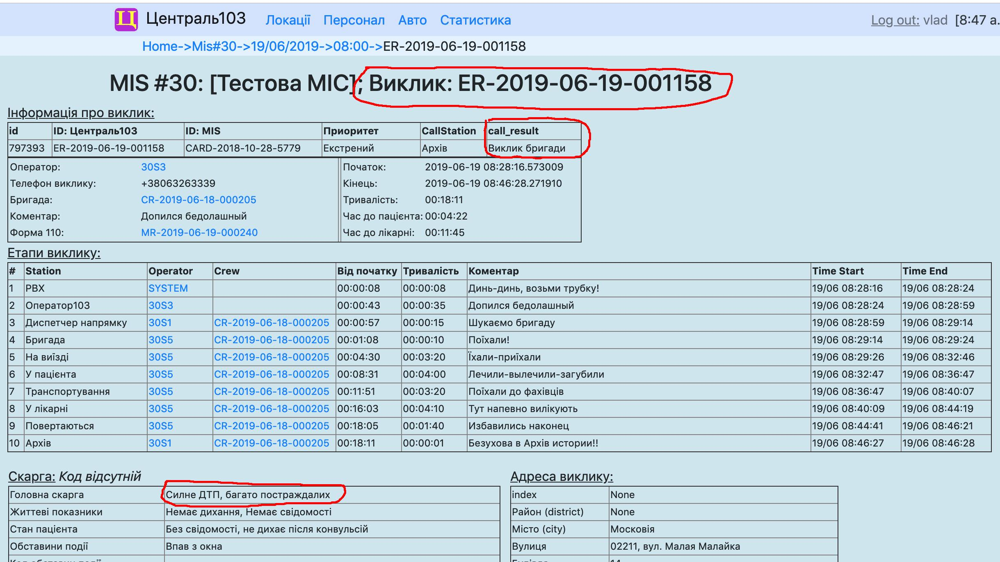 Ц Централь103 Локації Персонал Авто Статистика Log out: vlad [8:47 a.
Home->Mis#30->19/06/2019->08:00->ER-2019-06-19-001158
MIS #30: [Тестова МІС]; Виклик: ER-2019-06-19-001158
Інформація про виклик:
id ID: Централь103 ID: MIS Приоритет CallStation call_result
797393 ER-2019-06-19-001158 CARD-2018-10-28-5779 Екстрений Архів Виклик бригади
Оператор: 30S3 Початок: 2019-06-19 08:28:16.573009
Телефон виклику: +38063263339 Кінець: 2019-06-19 08:46:28.271910
Бригада: CR-2019-06-18-000205 Тривалість: 00:18:11
Коментар: Допился бедолашный Час до пацієнта: 00:04:22
Форма 110: MR-2019-06-19-000240 Час до лікарні: 00:11:45
Етапи виклику:
# Station Operator Crew Від початку Тривалість Коментар Time Start Time End
1 PBX SYSTEM 00:00:08 00:00:08 Динь-динь, возьми трубку! 19/06 08:28:16 19/06 08:28:24
2 Оператор103 30S3 00:00:43 00:00:35 Допился бедолашный 19/06 08:28:24 19/06 08:28:59
3 Диспетчер напрямку 30S1 CR-2019-06-18-000205 00:00:57 00:00:15 Шукаємо бригаду 19/06 08:28:59 19/06 08:29:14
4 Бригада 30S5 CR-2019-06-18-000205 00:01:08 00:00:10 Поїхали! 19/06 08:29:14 19/06 08:29:24
5 На виїзді 30S5 CR-2019-06-18-000205 00:04:30 00:03:20 Їхали-приїхали 19/06 08:29:26 19/06 08:32:46
6 У пацієнта 30S5 CR-2019-06-18-000205 00:08:31 00:04:00 Лечили-вылечили-загубили 19/06 08:32:47 19/06 08:36:47
7 Транспортування 30S5 CR-2019-06-18-000205 00:11:51 00:03:20 Поїхали до фахівців 19/06 08:36:47 19/06 08:40:07
8 У лікарні 30S5 CR-2019-06-18-000205 00:16:03 00:04:10 Тут напевно вилікують 19/06 08:40:09 19/06 08:44:19
9 Повертаються 30S5 CR-2019-06-18-000205 00:18:05 00:01:40 Избавились наконец 19/06 08:44:41 19/06 08:46:21
10 Архів 30S1 CR-2019-06-18-000205 00:18:11 00:00:01 Безухова в Архів истории!! 19/06 08:46:27 19/06 08:46:28
Скарга: Код відсутній Адреса виклику:
Головна скарга Силне ДТП, багато постраждалих index None
Життеві показники Немає дихання, Немає свідомості Район (district) None
Стан пацієнта Без свідомості, не дихає після конвульсій Місто (city) Московія
Обставини події Впав з окна Вулиця 02211, вул. Малая Малайка